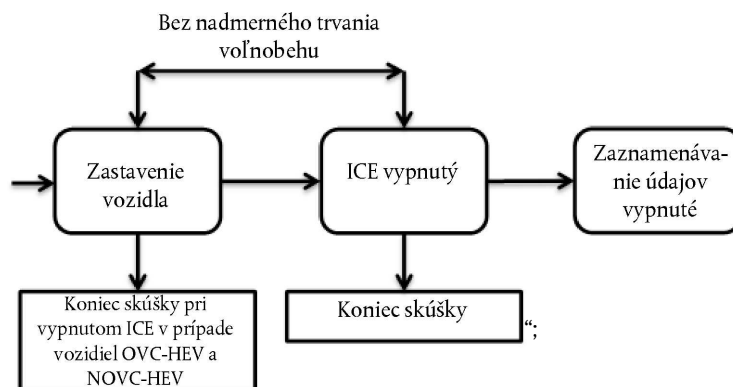 Bez nadmerného trvania
voľnobehu
Zastavenie
vozidla
ICE vypnutý
Zaznamenáva-
nie údajov
vypnuté
Koniec skúšky pri
vypnutom ICE v prípade
vozidiel OVC-HEV a
NOVC-HEV
Koniec skúšky
“;